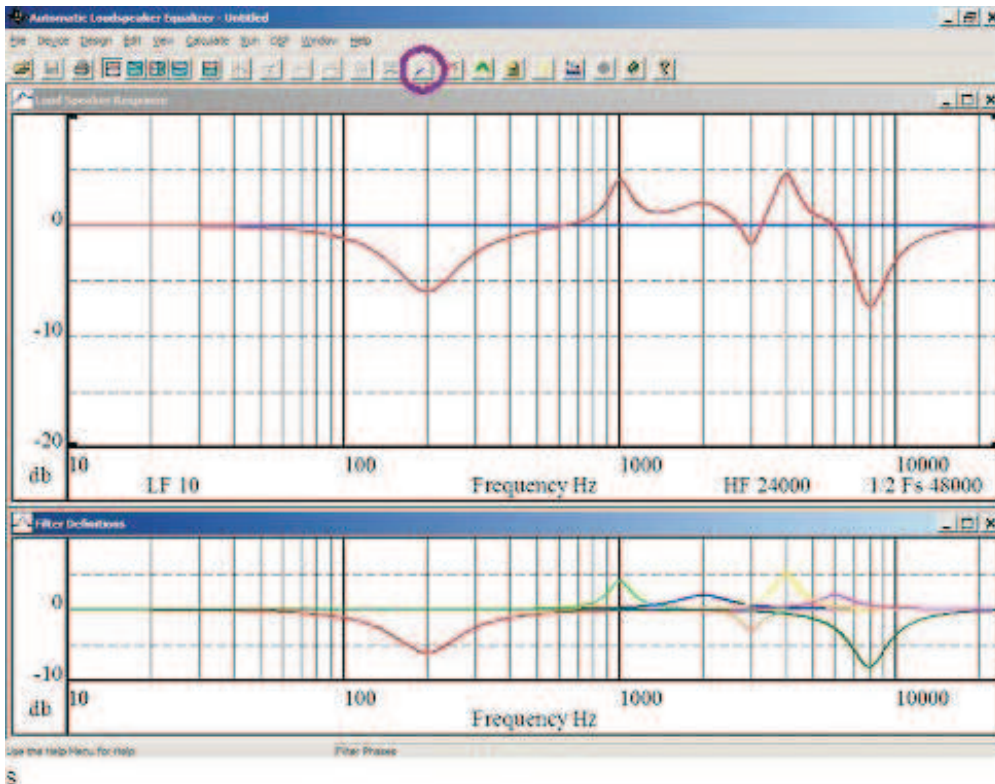 Automatic Loudspeaker Equalizer - Untitled
File Device Design Edit View Calculate Run DSP Window Help
Loud Speaker Response
0
-10
-20
db
10 100 1000 10000
LF 10 Frequency Hz HF 24000 1/2 Fs 48000
Filter Definitions
0
-10
db
10 100 1000 10000
Frequency Hz
Use the Help Menu for Help Filter Phases
s